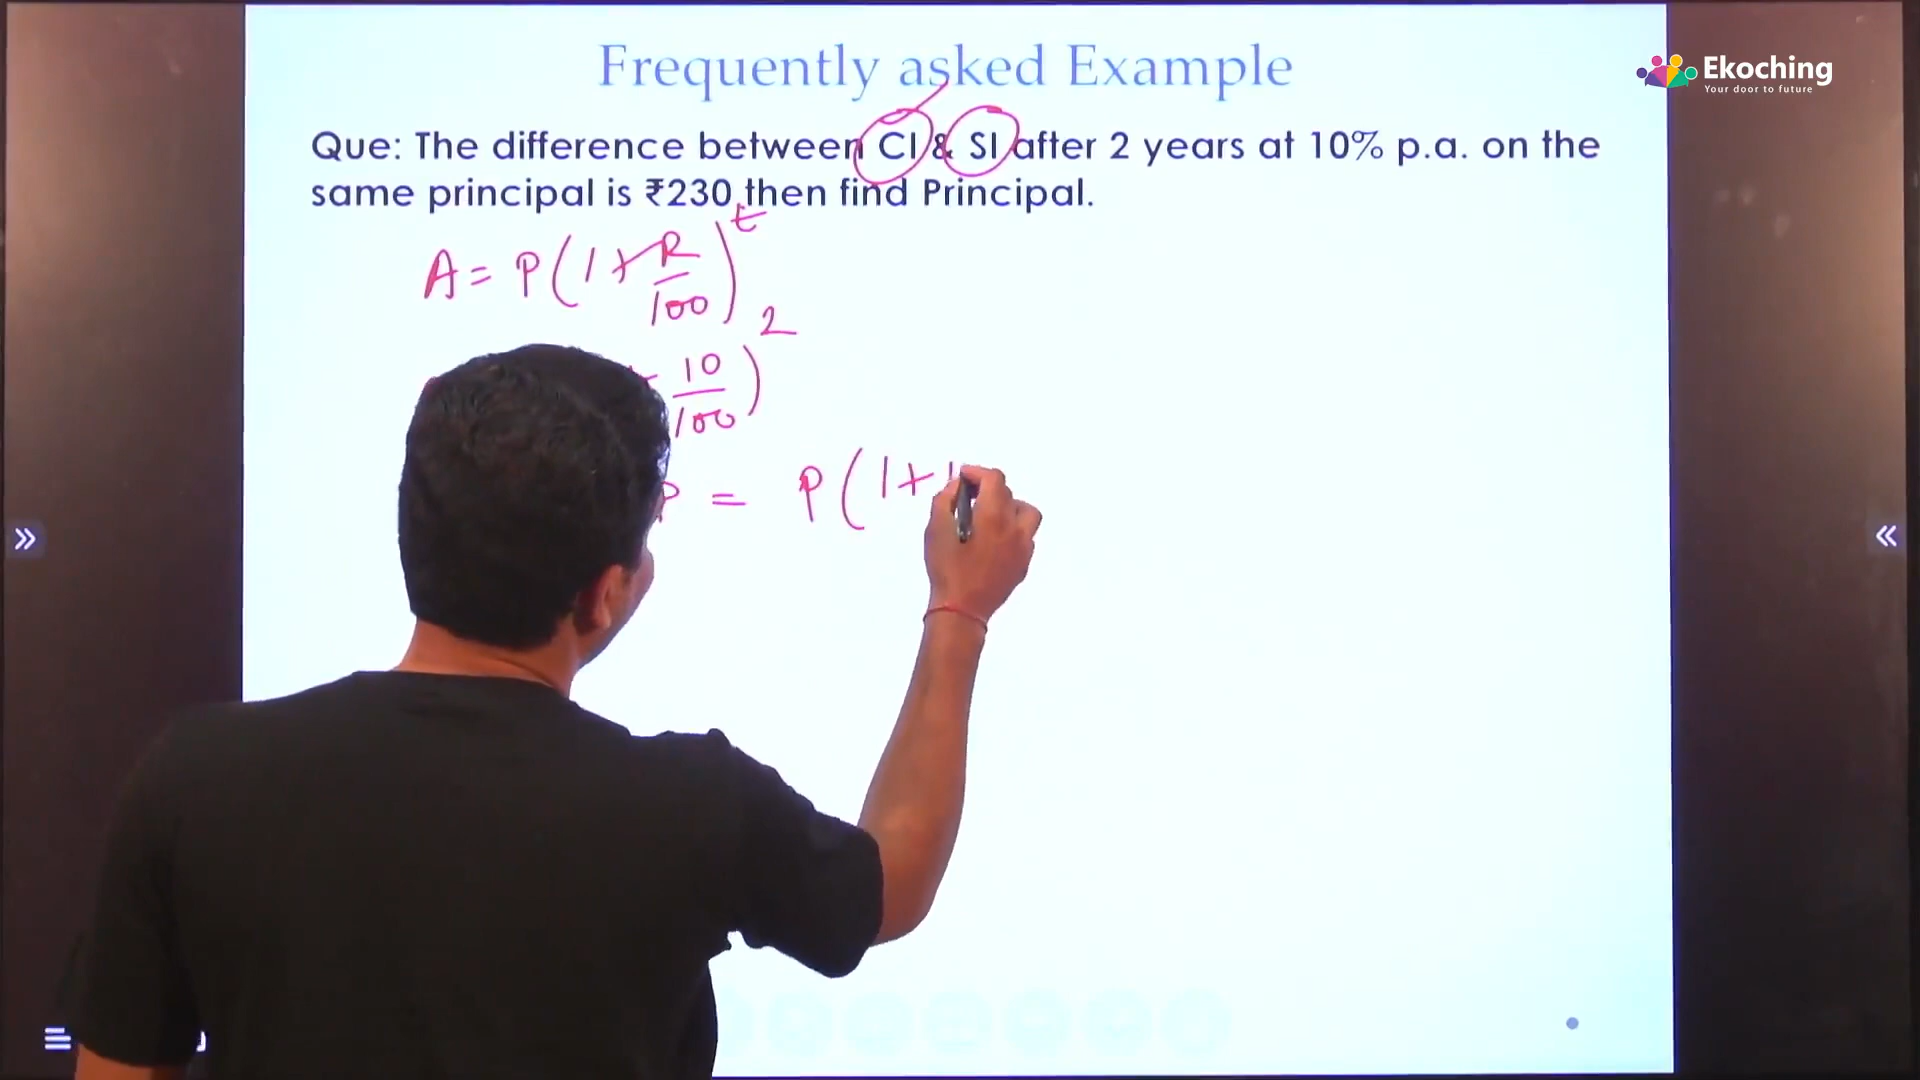 Frequently asked Example
Ekoching
Your door to future
Que: The difference between CI & SI after 2 years at 10% p.a. on the
same principal is ₹230 then find Principal.
A = P(1 + R/100)^t
10/100)^2
P = P(1+